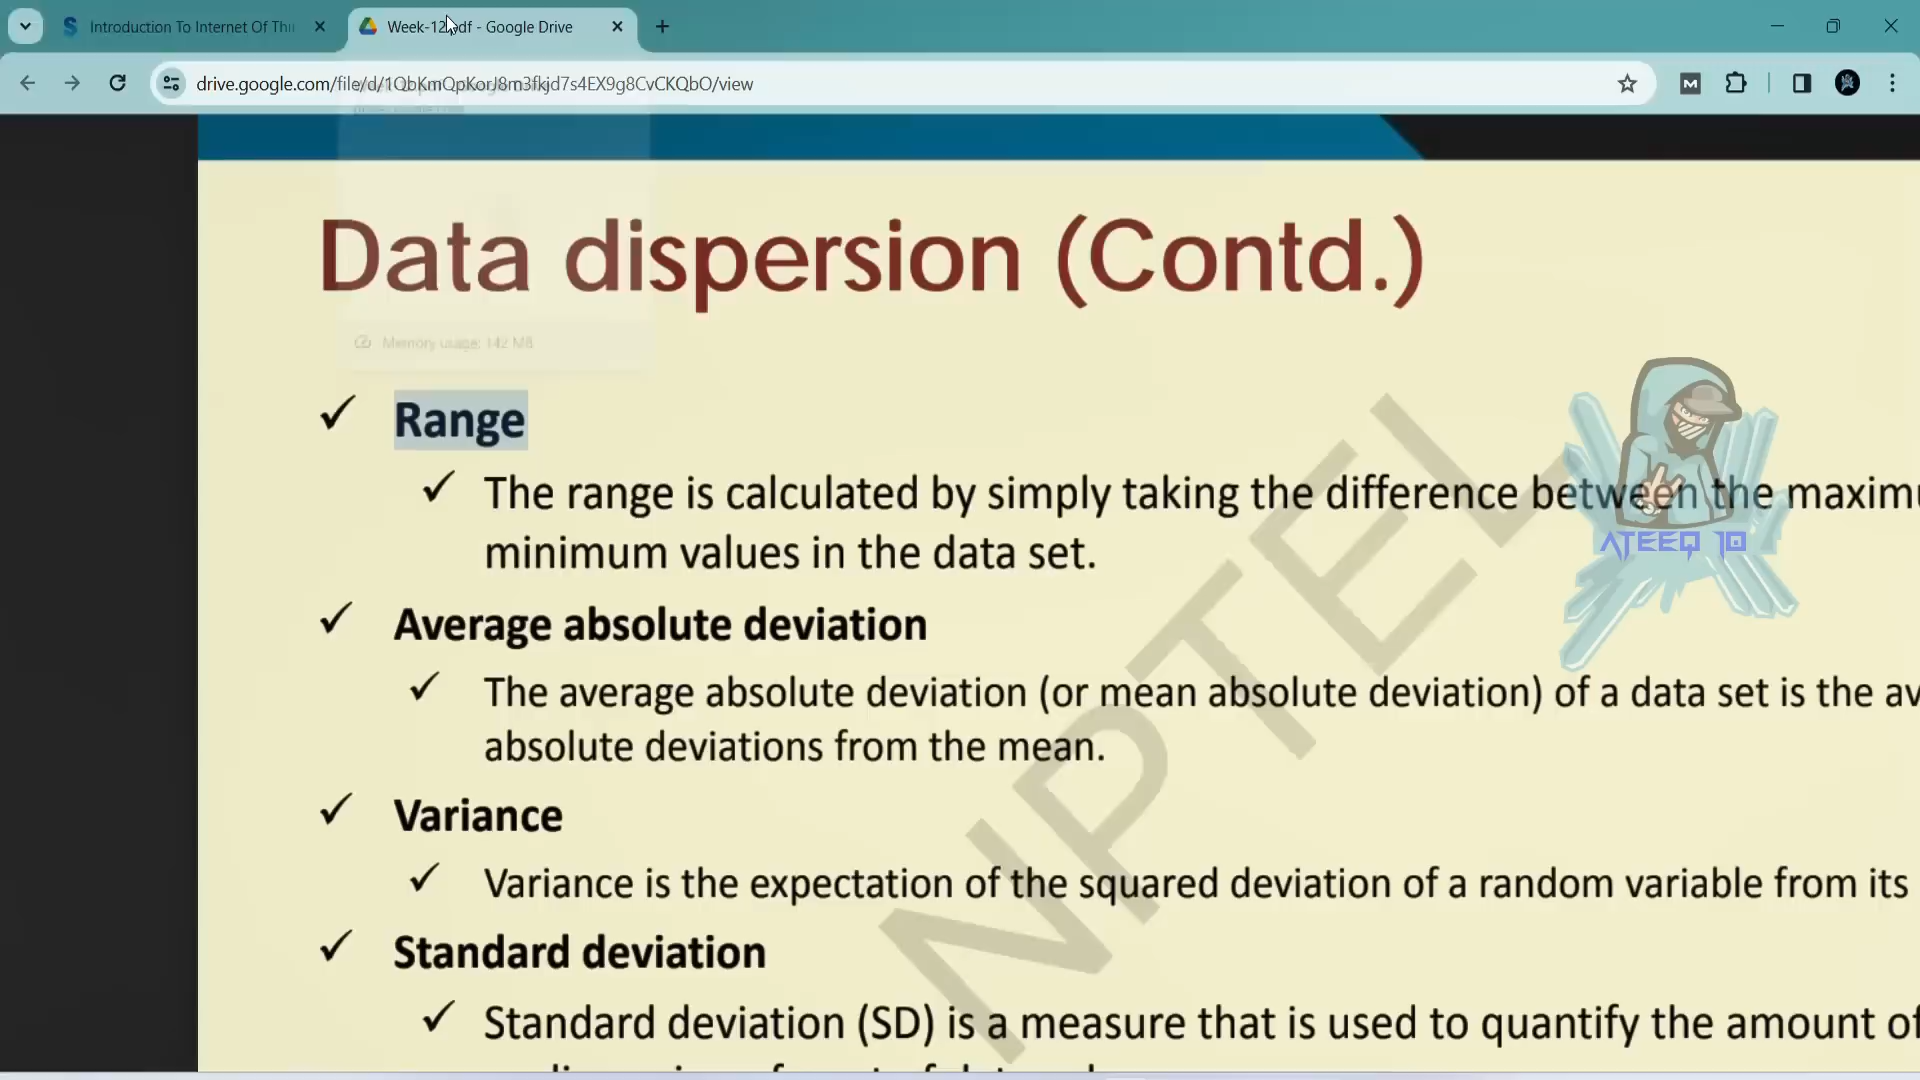 Introduction To Internet Of Thi
Week-12.pdf - Google Drive
drive.google.com/file/d/1QbKmQpKorJ8m3fkjd7s4EX9g8CvCKQbO/view
Data dispersion (Contd.)
Memory usage: 142 MB
✓ Range
✓ The range is calculated by simply taking the difference between the maximu
minimum values in the data set.
✓ Average absolute deviation
✓ The average absolute deviation (or mean absolute deviation) of a data set is the av
absolute deviations from the mean.
✓ Variance
✓ Variance is the expectation of the squared deviation of a random variable from its
✓ Standard deviation
✓ Standard deviation (SD) is a measure that is used to quantify the amount of
NPTEL
ATEEQ 10